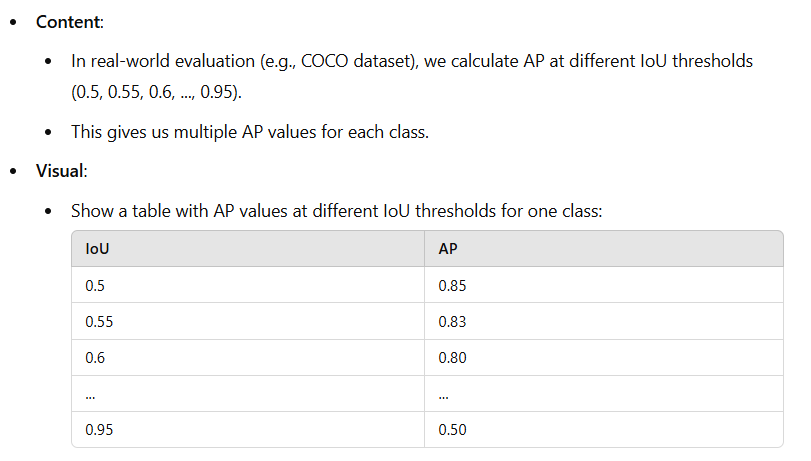 Content:
In real-world evaluation (e.g., COCO dataset), we calculate AP at different IoU thresholds
(0.5, 0.55, 0.6, ..., 0.95).
This gives us multiple AP values for each class.
Visual:
Show a table with AP values at different IoU thresholds for one class:
IoU AP
0.5 0.85
0.55 0.83
0.6 0.80
... ...
0.95 0.50